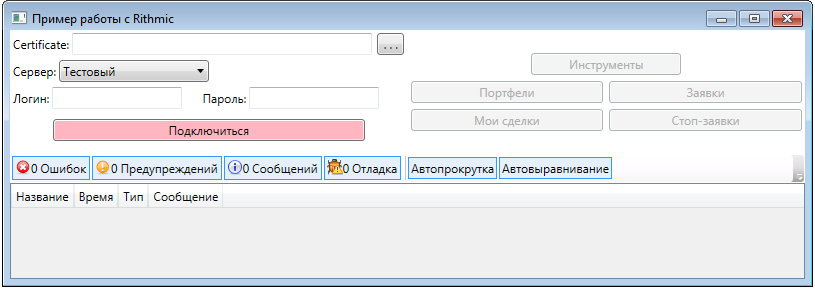 Пример работы с Rithmic
Certificate:
...
Инструменты
Сервер: Тестовый
Портфели Заявки
Логин: Пароль:
Мои сделки Стоп-заявки
Подключиться
0 Ошибок 0 Предупреждений 0 Сообщений 0 Отладка Автопрокрутка Автовыравнивание
Название Время Тип Сообщение